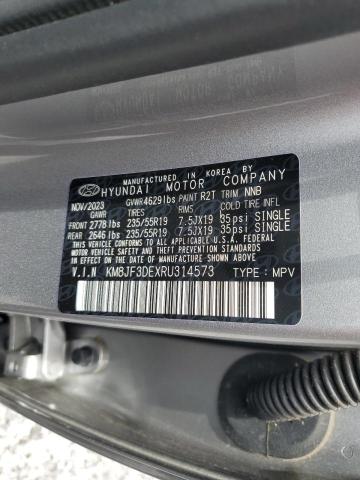 MANUFACTURED IN KOREA BY
HYUNDAI MOTOR COMPANY
NOV/2023 GVWR4629lbs PAINT R2T TRIM NNB
GAWR TIRES RIMS COLD TIRE INFL
FRONT 2778 lbs 235/55R19 7.5JX19 35psi SINGLE
REAR 2646 lbs 235/55R19 7.5JX19 35psi SINGLE
THIS VEHICLE CONFORMS TO ALL APPLICABLE
FEDERAL MOTOR VEHICLE SAFETY BUMPER
AND THEFT PREVENTION STANDARDS IN EFFECT
ON THE DATE OF MANUFACTURE SHOWN ABOVE.
V.I.N KM8JF3DEXRU314573 TYPE : MPV